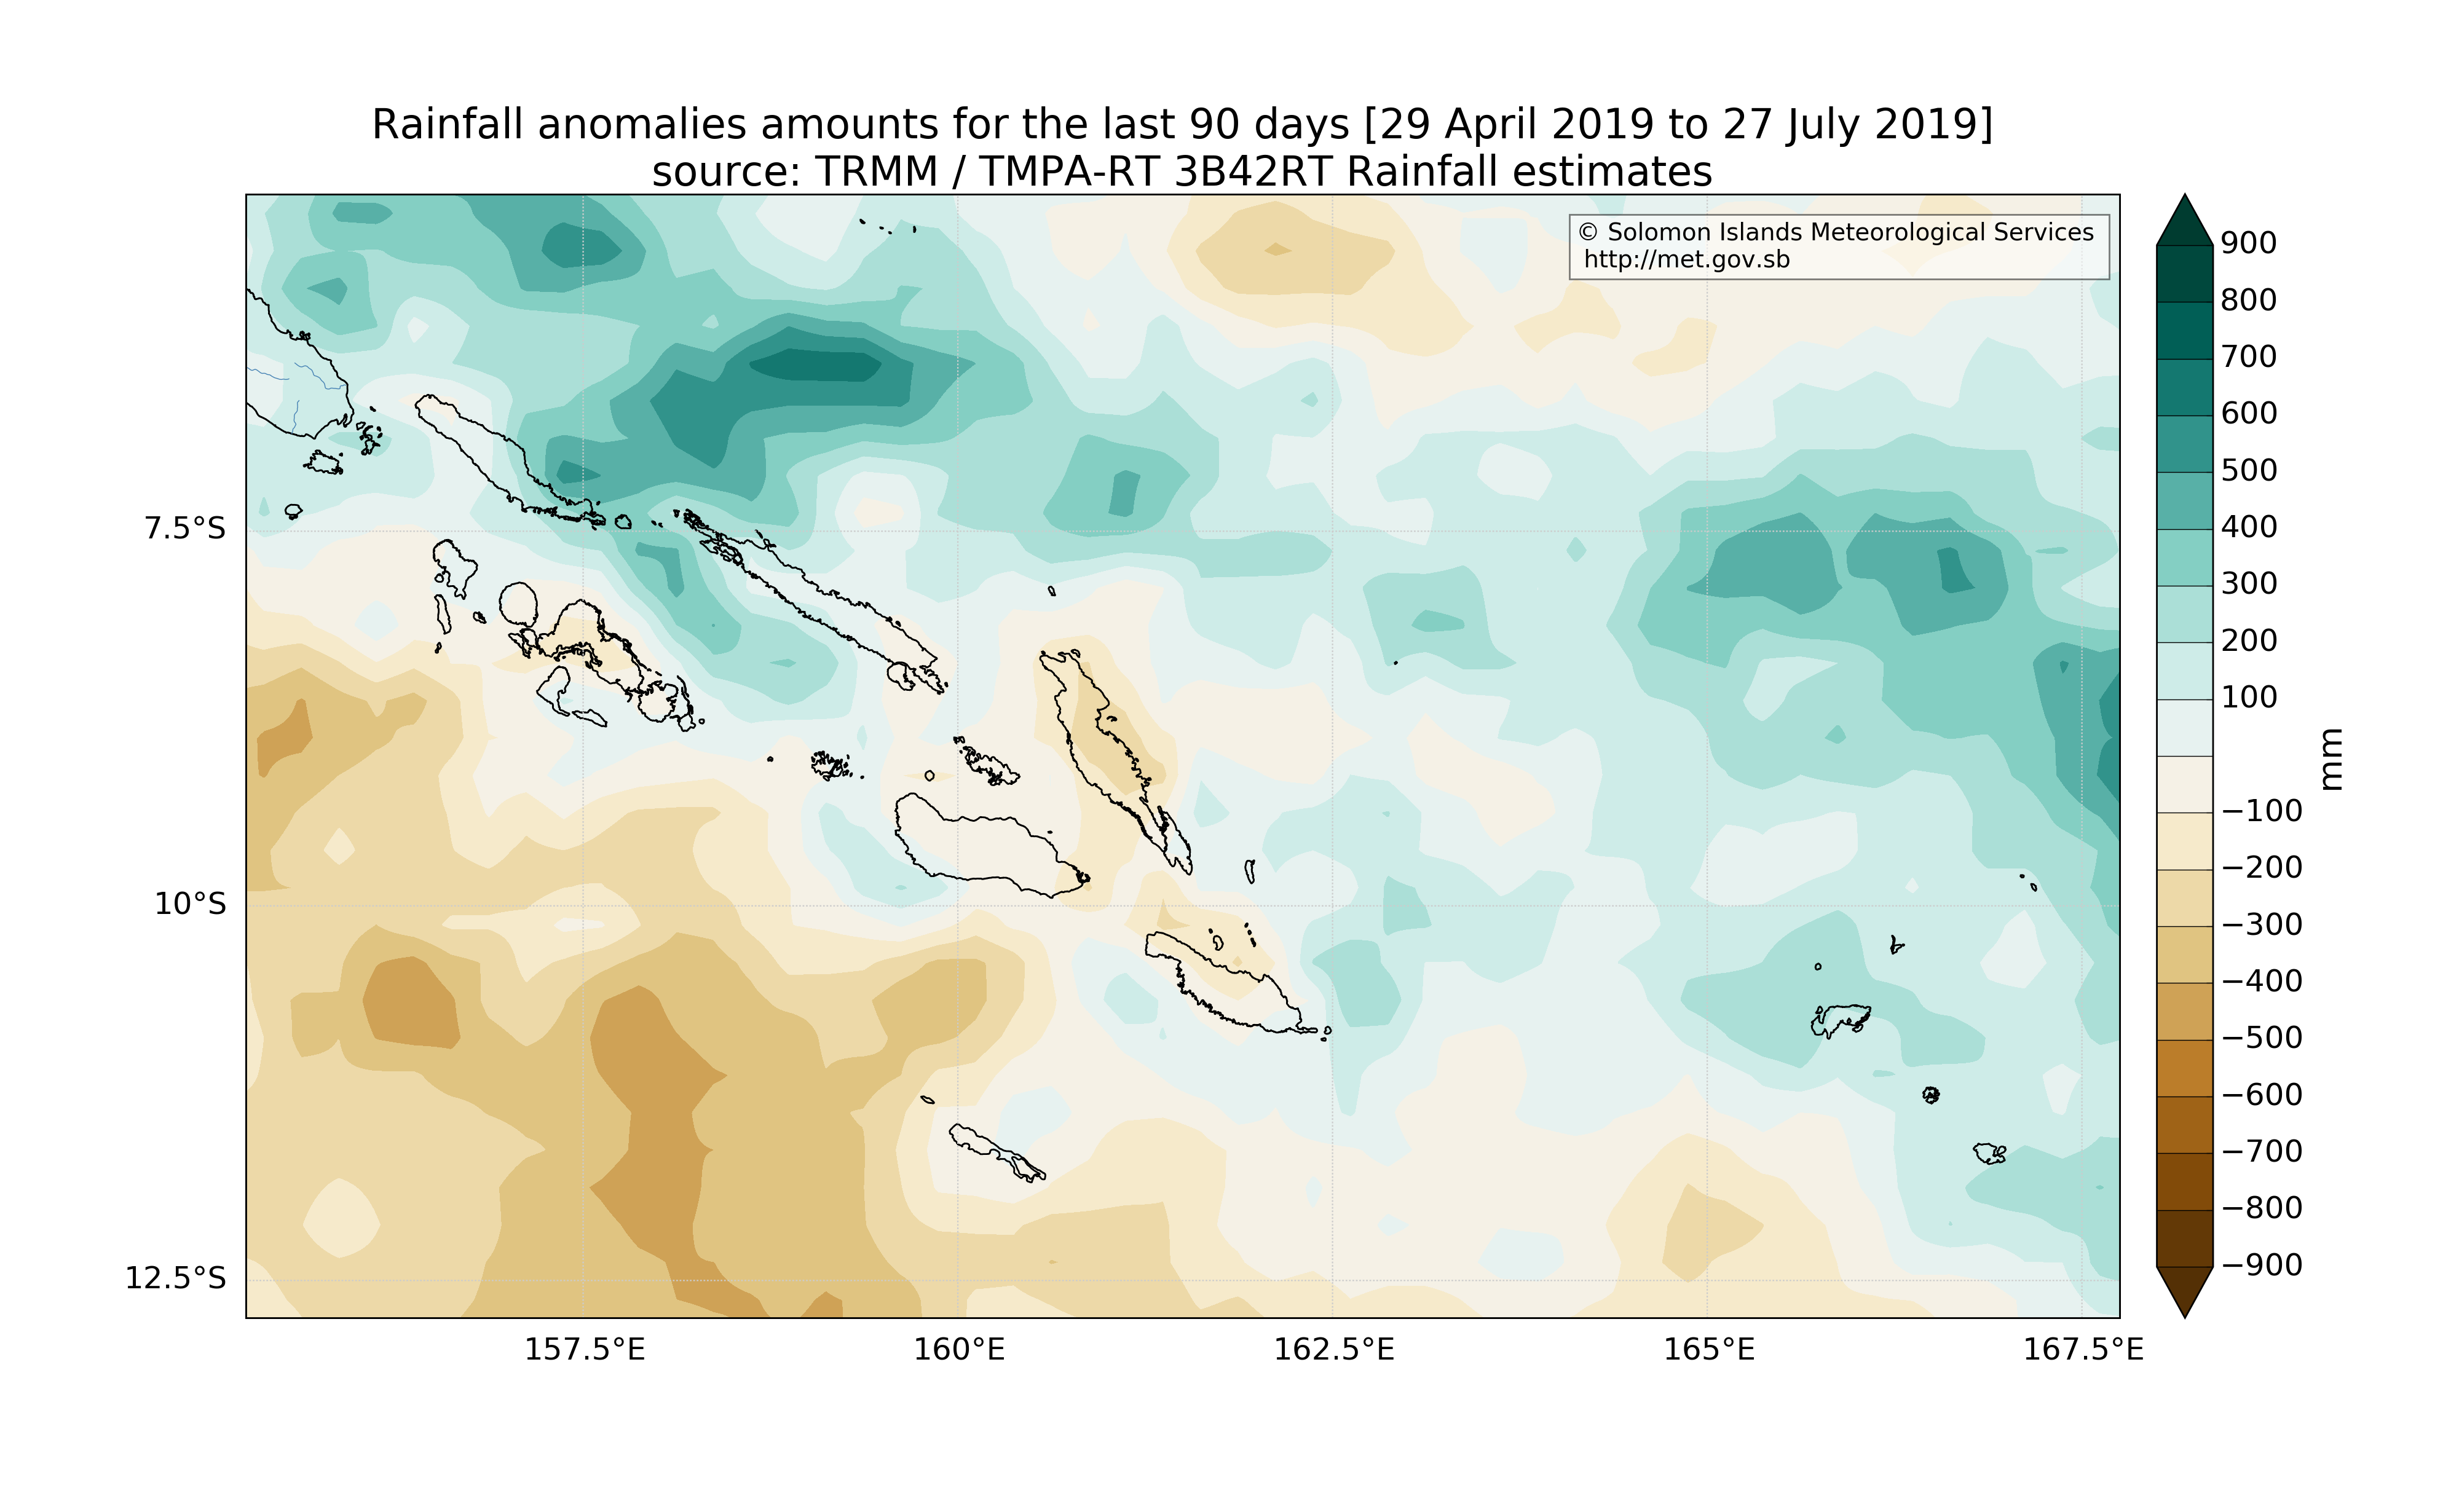 Rainfall anomalies amounts for the last 90 days [29 April 2019 to 27 July 2019]
source: TRMM / TMPA-RT 3B42RT Rainfall estimates
© Solomon Islands Meteorological Services
http://met.gov.sb
7.5°S
10°S
12.5°S
157.5°E
160°E
162.5°E
165°E
167.5°E
900
800
700
600
500
400
300
200
100
−100
−200
−300
−400
−500
−600
−700
−800
−900
mm